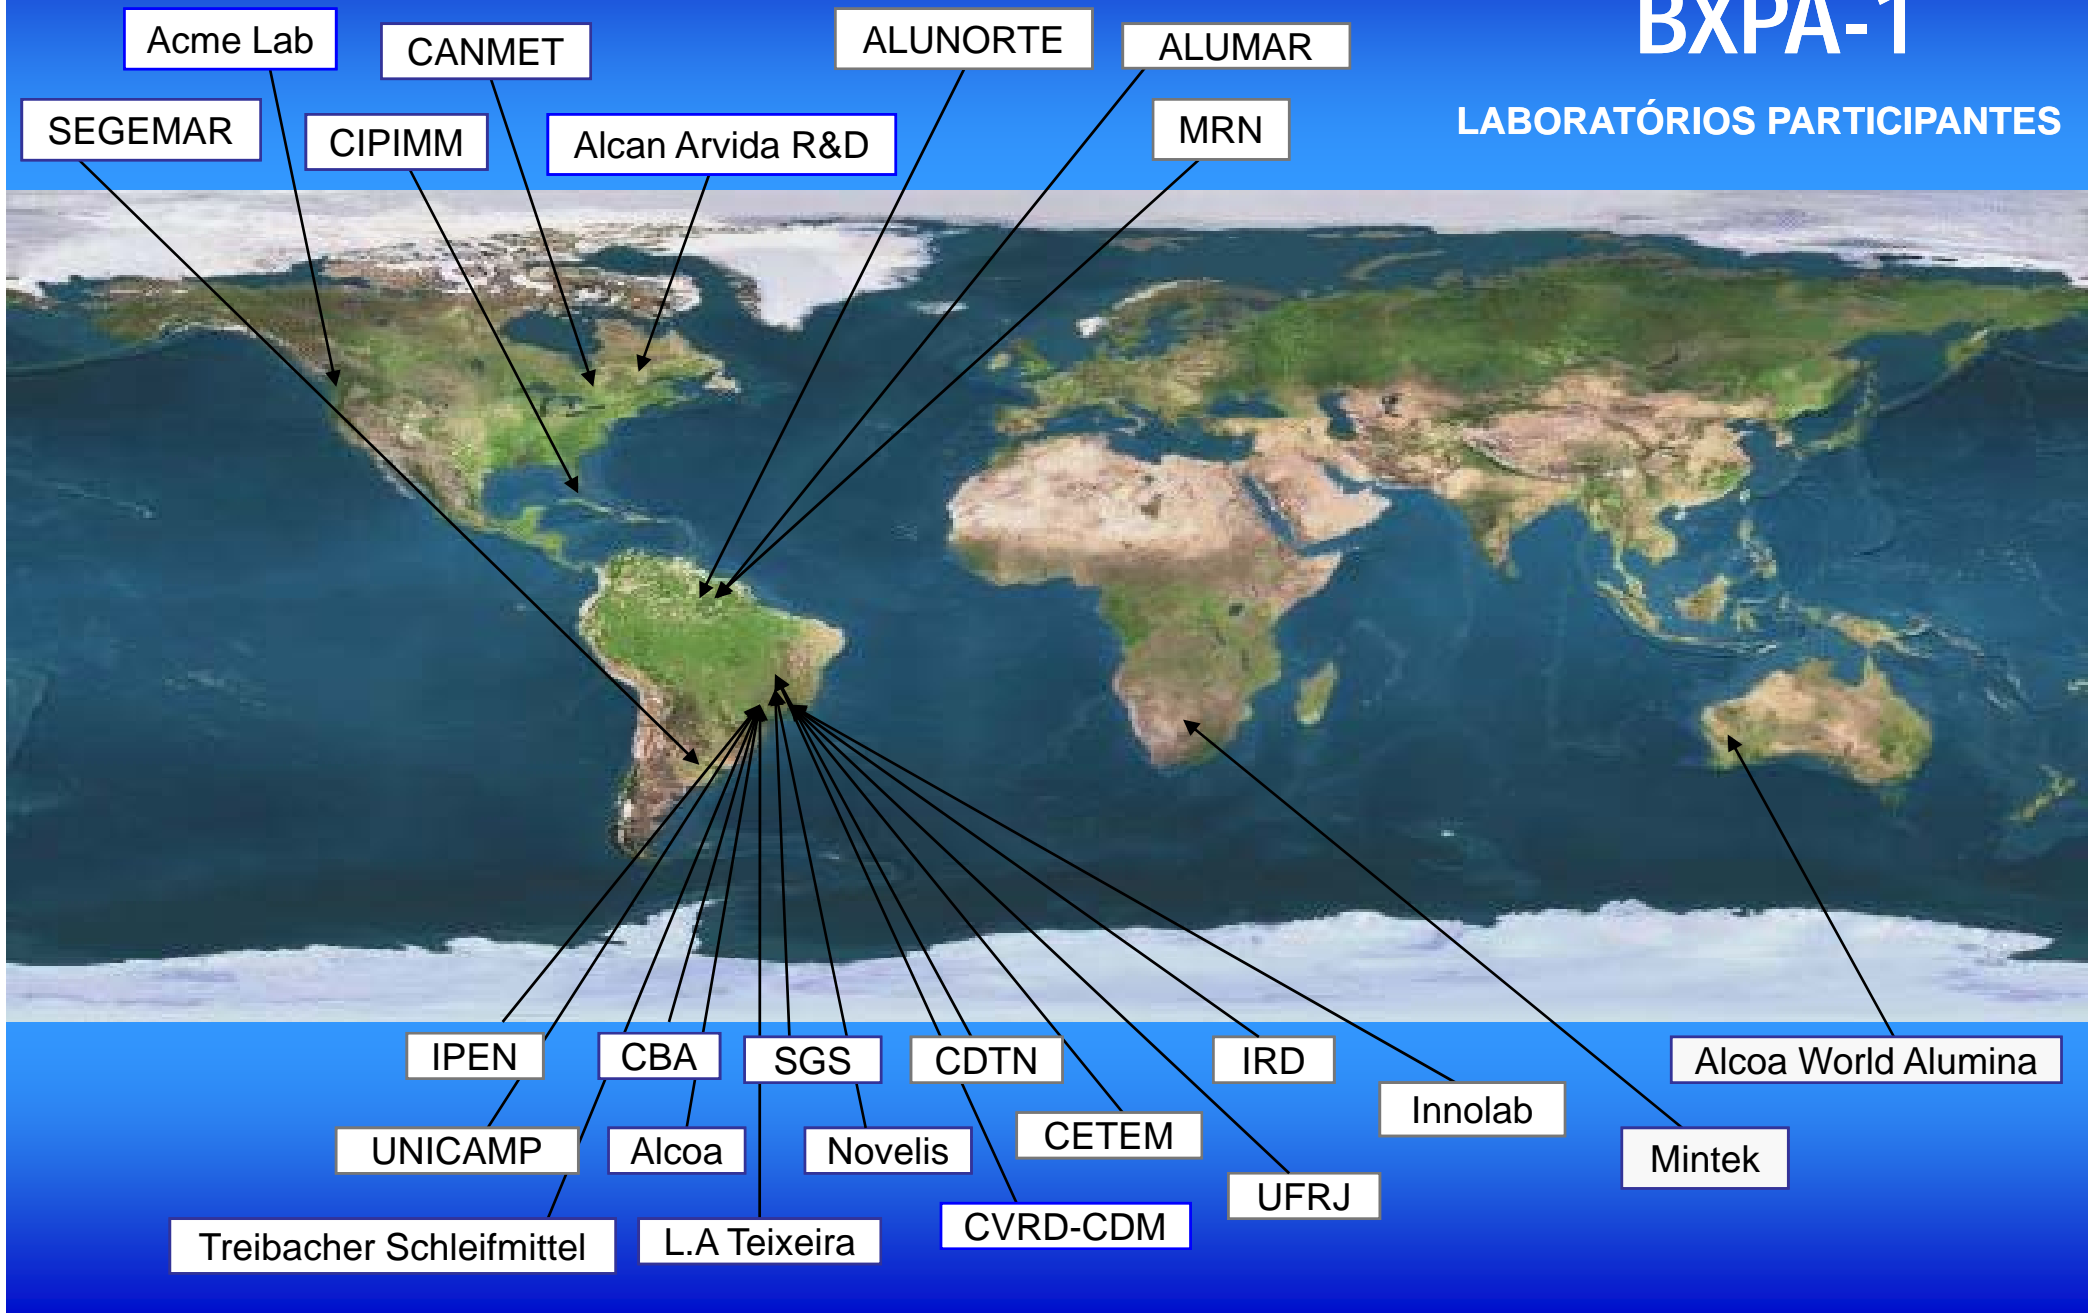 BXPA-1
LABORATÓRIOS PARTICIPANTES
Acme Lab
CANMET
ALUNORTE
ALUMAR
SEGEMAR
CIPIMM
Alcan Arvida R&D
MRN
IPEN
CBA
SGS
CDTN
IRD
Alcoa World Alumina
Innolab
UNICAMP
Alcoa
Novelis
CETEM
Mintek
UFRJ
Treibacher Schleifmittel
L.A Teixeira
CVRD-CDM